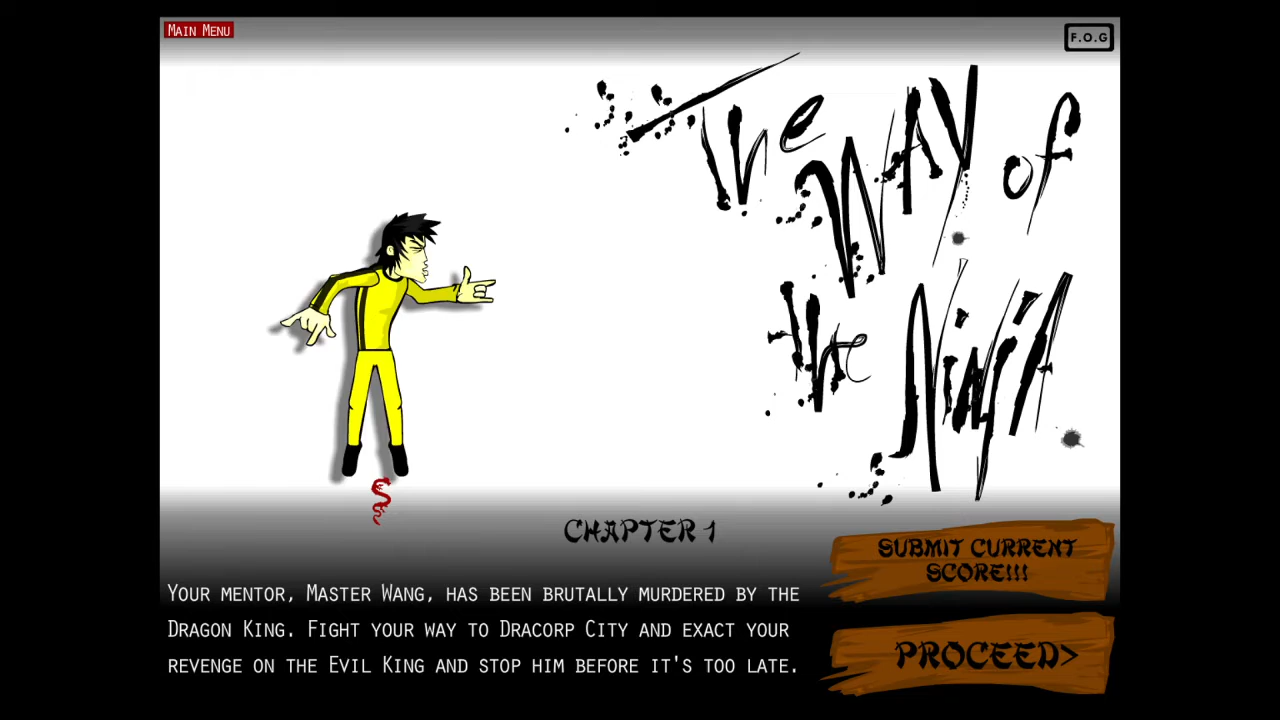 Main Menu
F.O.G
The
WAY of
the NiNjA
CHAPTER 1
SUBMIT CURRENT
SCORE!!!
YOUR MENTOR, MASTER WANG, HAS BEEN BRUTALLY MURDERED BY THE
DRAGON KING. FIGHT YOUR WAY TO DRACORP CITY AND EXACT YOUR
REVENGE ON THE EVIL KING AND STOP HIM BEFORE IT'S TOO LATE.
PROCEED>